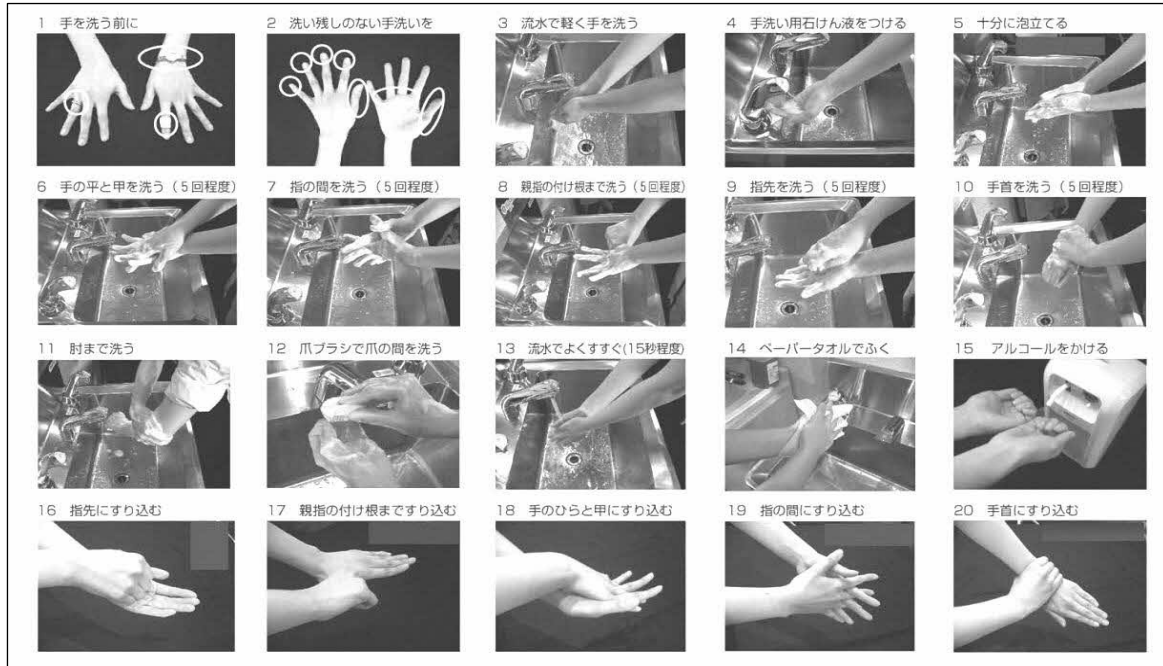 1 手を洗う前に
2 洗い残しのない手洗いを
3 流水で軽く手を洗う
4 手洗い用石けん液をつける
5 十分に泡立てる
6 手の平と甲を洗う（5回程度）
7 指の間を洗う（5回程度）
8 親指の付け根まで洗う（5回程度）
9 指先を洗う（5回程度）
10 手首を洗う（5回程度）
11 肘まで洗う
12 爪ブラシで爪の間を洗う
13 流水でよくすすぐ(15秒程度)
14 ペーパータオルでふく
15 アルコールをかける
16 指先にすり込む
17 親指の付け根まですり込む
18 手のひらと甲にすり込む
19 指の間にすり込む
20 手首にすり込む